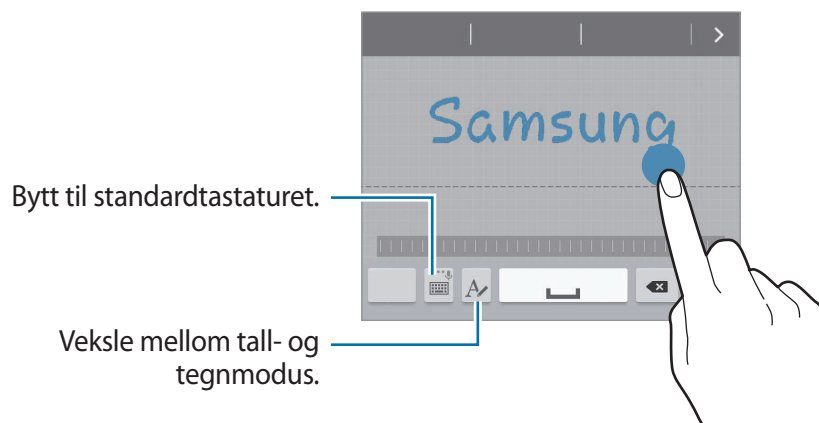 Samsung
Bytt til standardtastaturet.
Veksle mellom tall- og
tegnmodus.